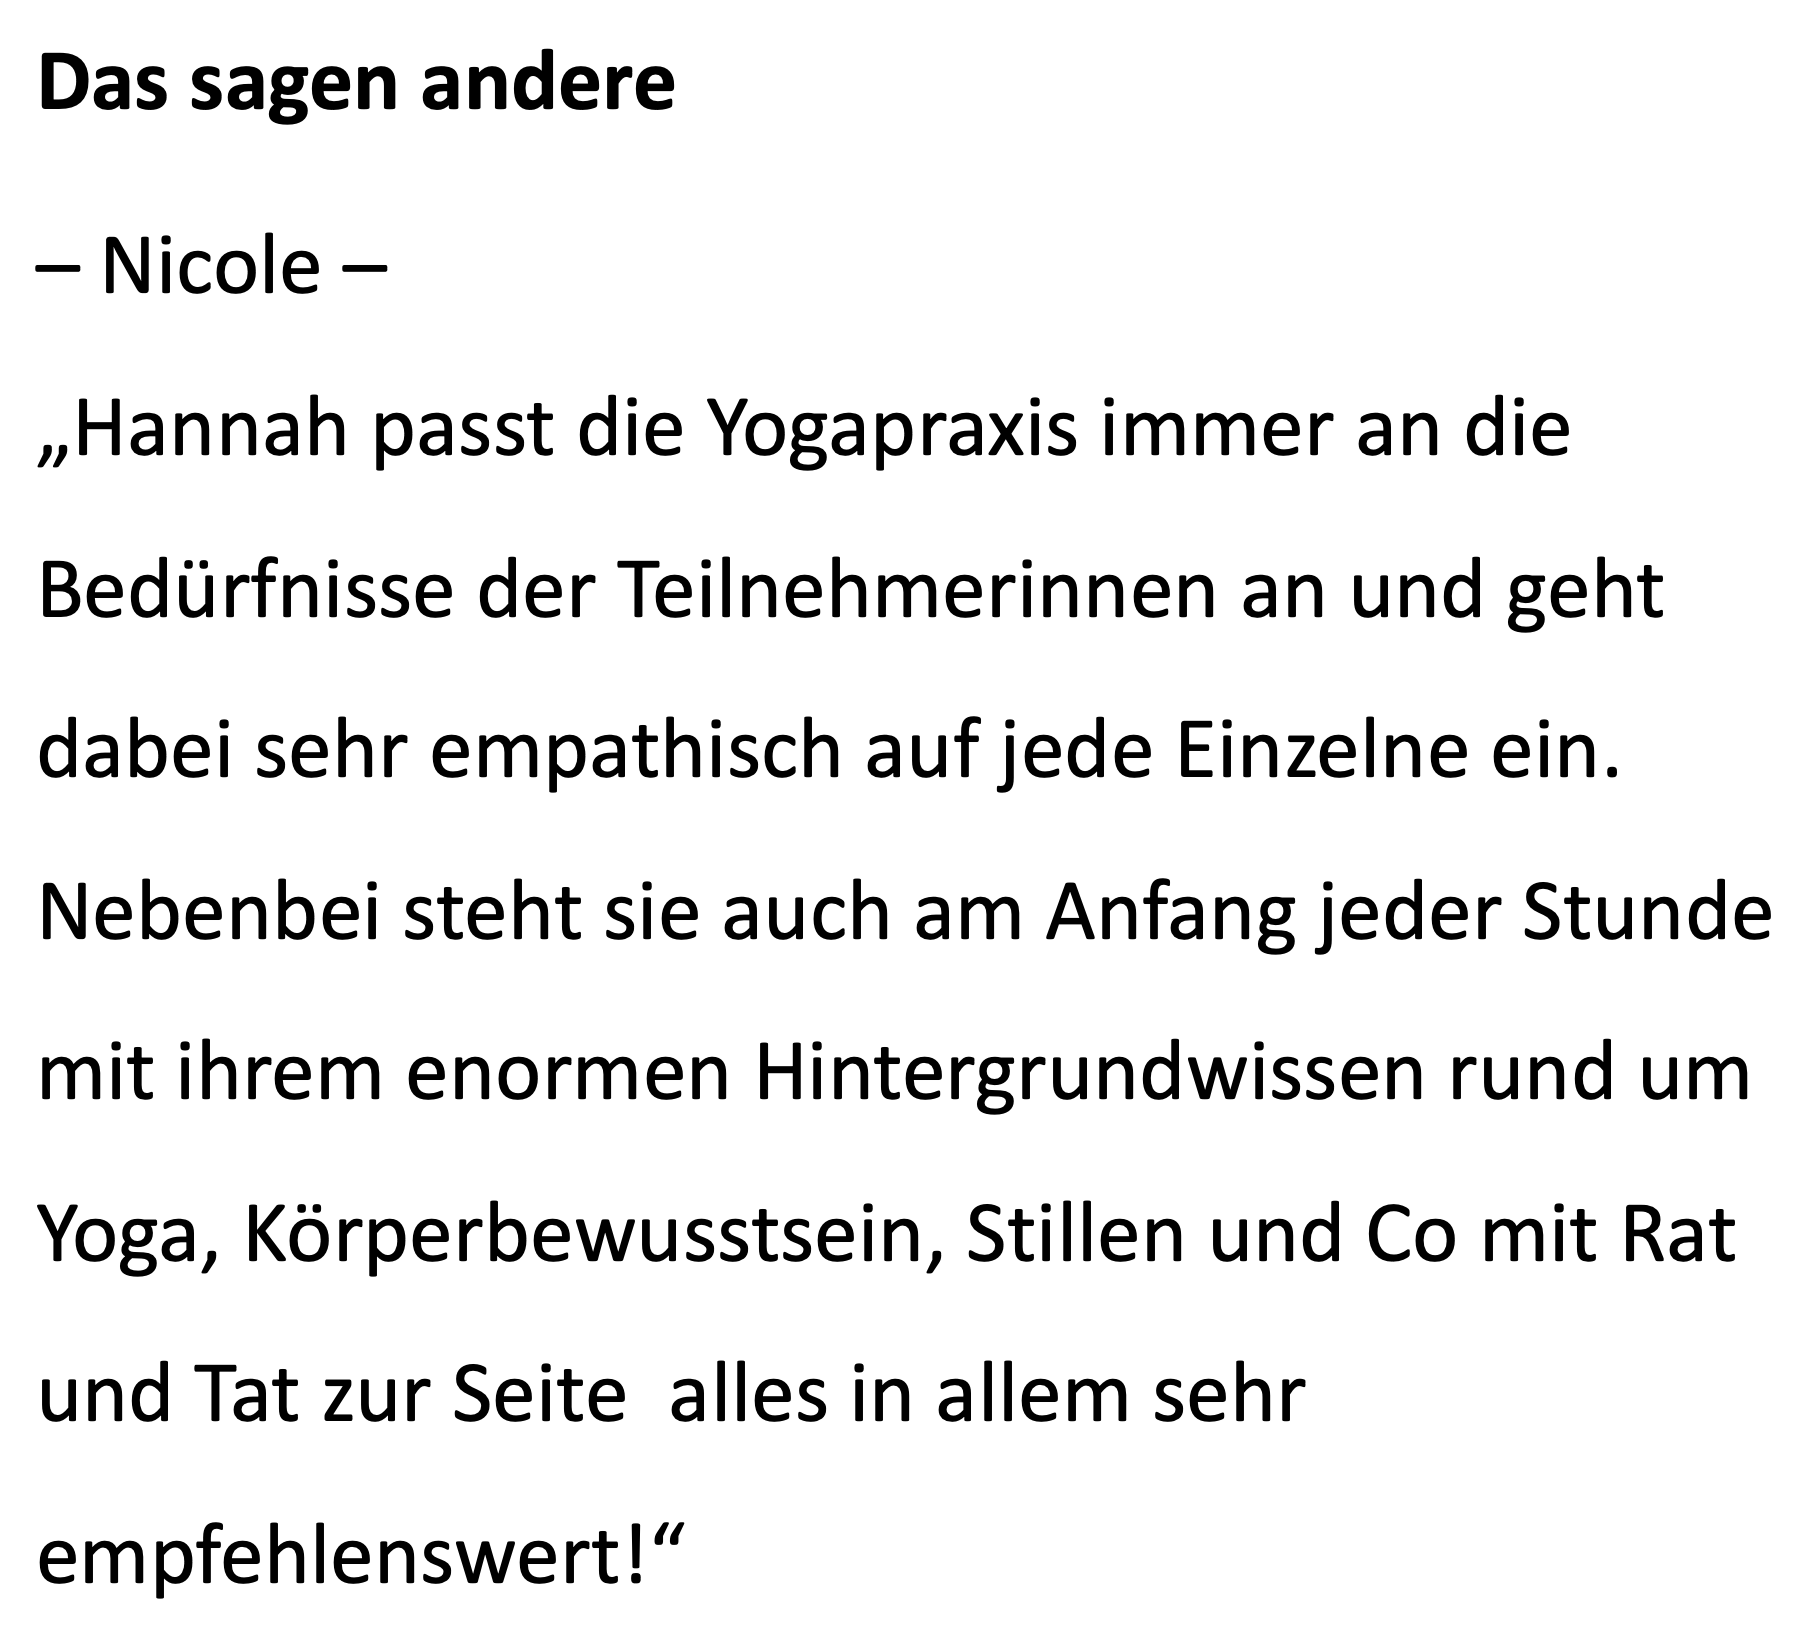 Das sagen andere
– Nicole –
„Hannah passt die Yogapraxis immer an die
Bedürfnisse der Teilnehmerinnen an und geht
dabei sehr empathisch auf jede Einzelne ein.
Nebenbei steht sie auch am Anfang jeder Stunde
mit ihrem enormen Hintergrundwissen rund um
Yoga, Körperbewusstsein, Stillen und Co mit Rat
und Tat zur Seite  alles in allem sehr
empfehlenswert!“